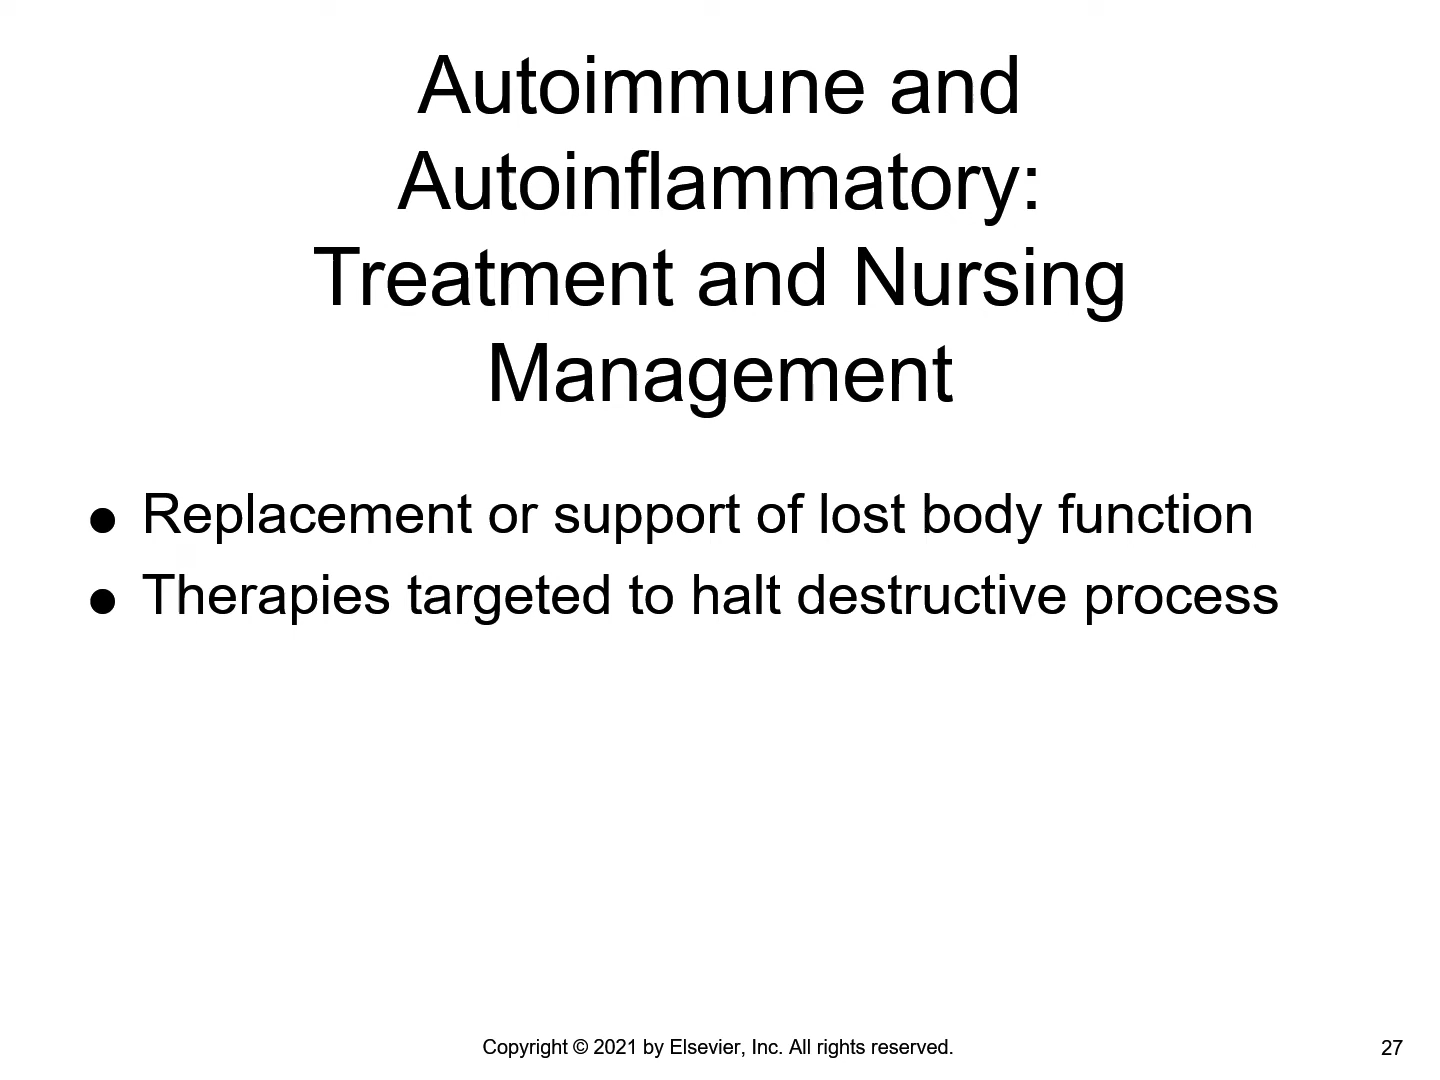 Autoimmune and
Autoinflammatory:
Treatment and Nursing
Management
● Replacement or support of lost body function
● Therapies targeted to halt destructive process
Copyright © 2021 by Elsevier, Inc. All rights reserved.
27